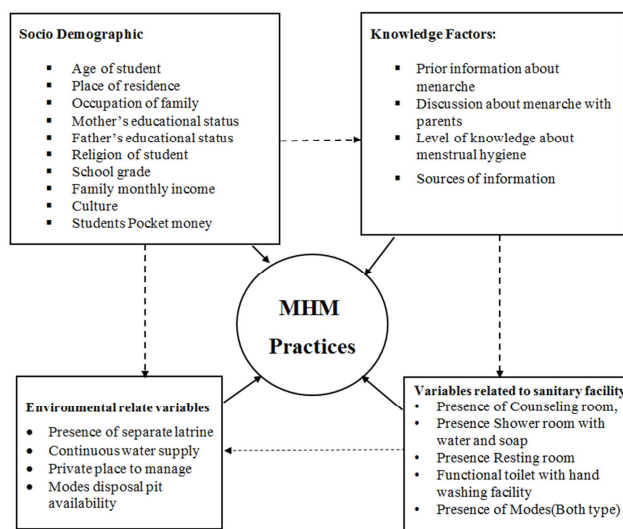 Socio Demographic
▪ Age of student
▪ Place of residence
▪ Occupation of family
▪ Mother's educational status
▪ Father's educational status
▪ Religion of student
▪ School grade
▪ Family monthly income
▪ Culture
▪ Students Pocket money
Knowledge Factors:
▪ Prior information about
menarche
▪ Discussion about menarche with
parents
▪ Level of knowledge about
menstrual hygiene
▪ Sources of information
MHM
Practices
Environmental relate variables
● Presence of separate latrine
● Continuous water supply
● Private place to manage
● Modes disposal pit
availability
Variables related to sanitary facility
• Presence of Counseling room,
• Presence Shower room with
water and soap
• Presence Resting room
• Functional toilet with hand
washing facility
• Presence of Modes(Both type)